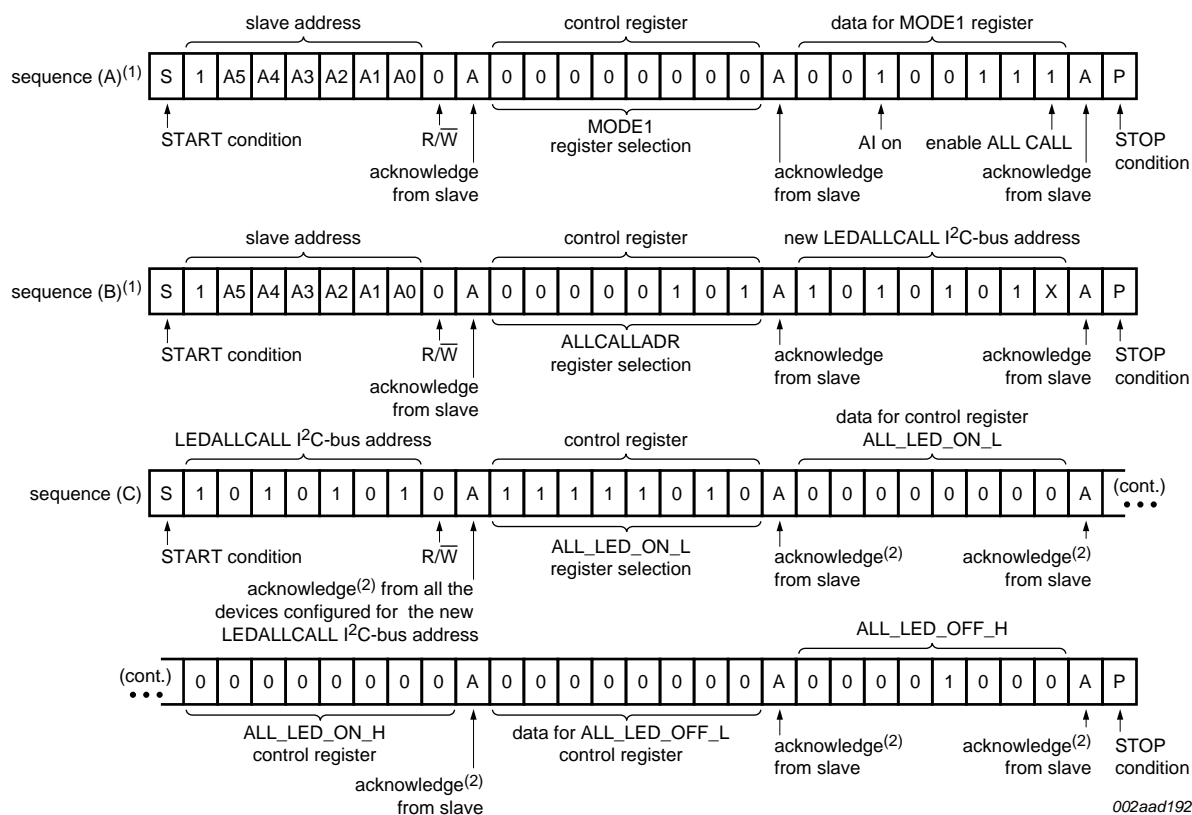 slave address control register data for MODE1 register
sequence (A)(1) S 1 A5 A4 A3 A2 A1 A0 0 A 0 0 0 0 0 0 0 0 A 0 0 1 0 0 1 1 1 A P
START condition R/W MODE1 AI on enable ALL CALL STOP
register selection condition
acknowledge acknowledge acknowledge
from slave from slave from slave
slave address control register new LEDALLCALL I2C-bus address
sequence (B)(1) S 1 A5 A4 A3 A2 A1 A0 0 A 0 0 0 0 0 1 0 1 A 1 0 1 0 1 0 1 X A P
START condition R/W ALLCALLADR acknowledge acknowledge STOP
register selection from slave from slave condition
acknowledge
from slave
data for control register
LEDALLCALL I2C-bus address control register ALL_LED_ON_L
sequence (C) S 1 0 1 0 1 0 1 0 A 1 1 1 1 1 0 1 0 A 0 0 0 0 0 0 0 0 A (cont.)
START condition R/W ALL_LED_ON_L acknowledge(2) acknowledge(2)
register selection from slave from slave
acknowledge(2) from all the
devices configured for the new
LEDALLCALL I2C-bus address
ALL_LED_OFF_H
(cont.) 0 0 0 0 0 0 0 0 A 0 0 0 0 0 0 0 0 A 0 0 0 0 1 0 0 0 A P
ALL_LED_ON_H data for ALL_LED_OFF_L acknowledge(2) acknowledge(2) STOP
control register control register from slave from slave condition
acknowledge(2)
from slave
002aad192